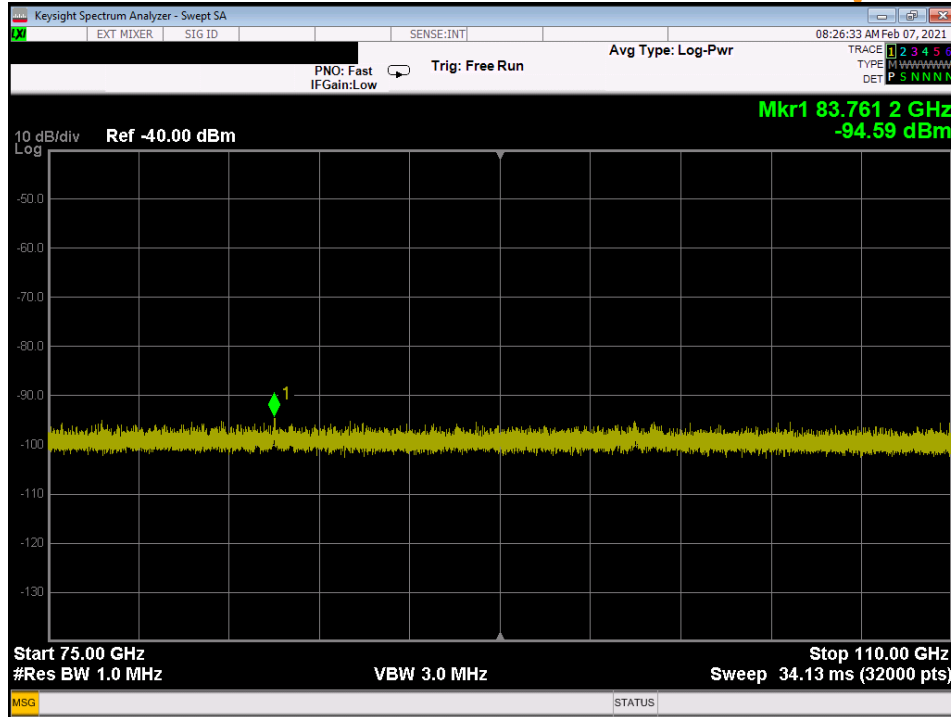 Keysight Spectrum Analyzer - Swept SA
LXI EXT MIXER SIG ID SENSE:INT 08:26:33 AM Feb 07, 2021
Avg Type: Log-Pwr TRACE 1 2 3 4 5 6
PNO: Fast Trig: Free Run TYPE M WWWWW
IFGain:Low DET P S N N N N
Mkr1 83.761 2 GHz
10 dB/div Ref -40.00 dBm -94.59 dBm
Log
-50.0
-60.0
-70.0
-80.0
-90.0
1
-100
-110
-120
-130
Start 75.00 GHz Stop 110.00 GHz
#Res BW 1.0 MHz VBW 3.0 MHz Sweep 34.13 ms (32000 pts)
MSG STATUS